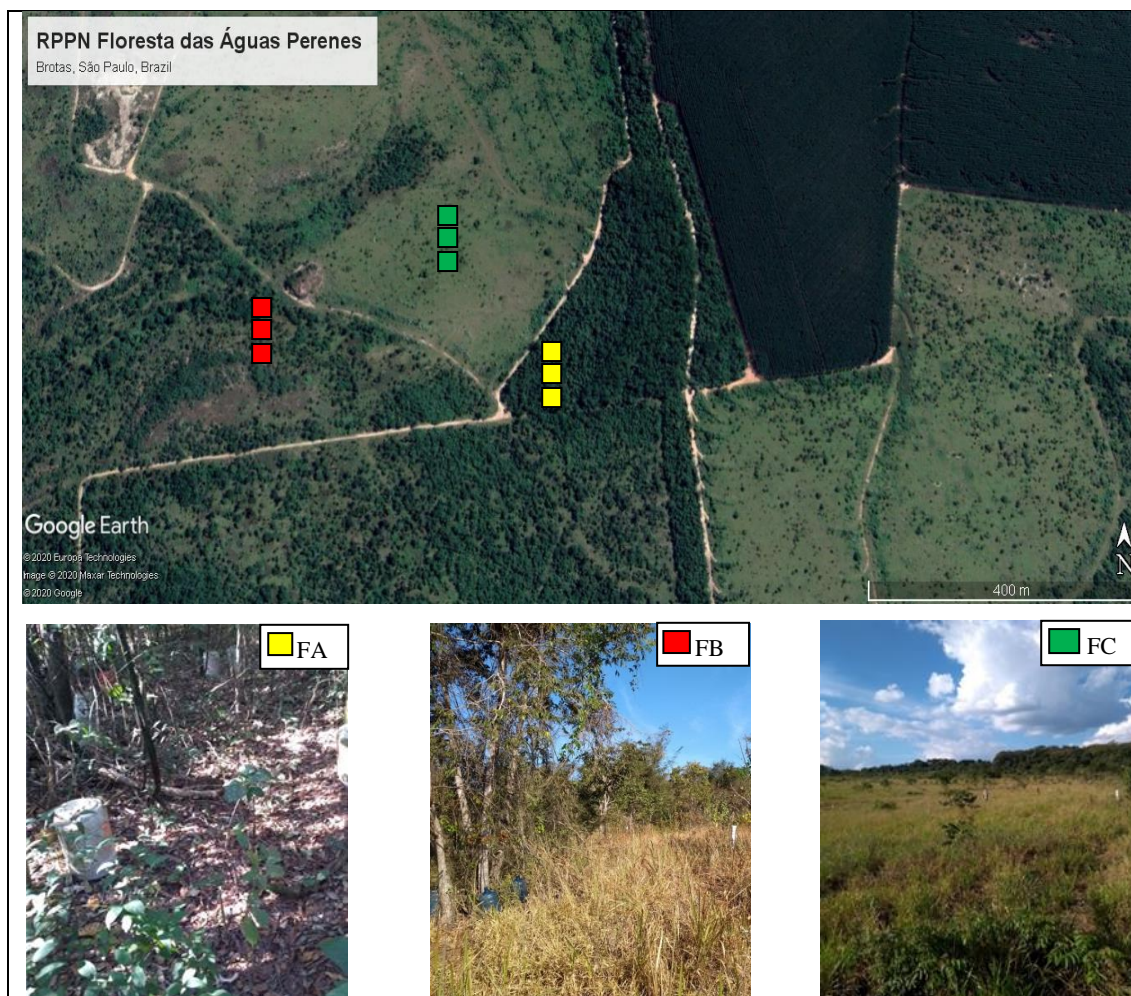 RPPN Floresta das Águas Perenes
Brotas, São Paulo, Brazil
Google Earth
© 2020 Europa Technologies
Image © 2020 Maxar Technologies
© 2020 Google
N
400 m
FA
FB
FC